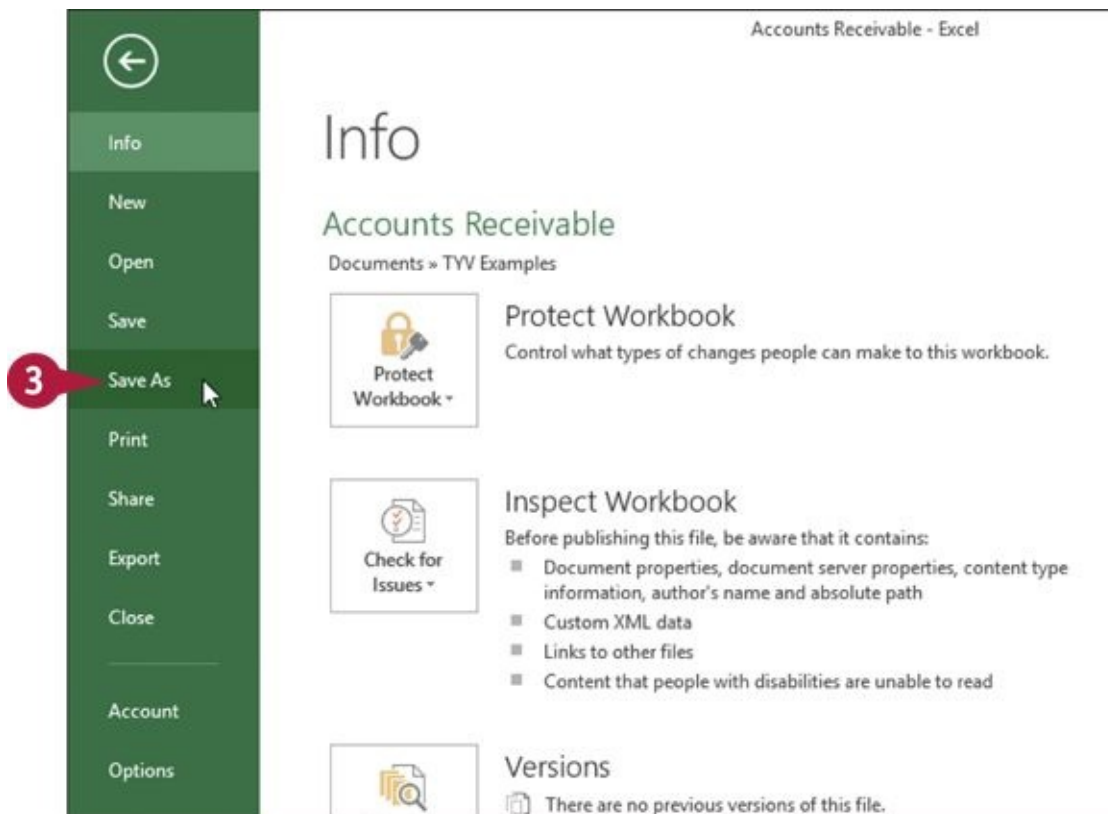 Accounts Receivable - Excel
Info
New
Open
Save
3
Save As
Print
Share
Export
Close
Account
Options
Info
Accounts Receivable
Documents » TYV Examples
Protect
Workbook
Protect Workbook
Control what types of changes people can make to this workbook.
Check for
Issues
Inspect Workbook
Before publishing this file, be aware that it contains:
Document properties, document server properties, content type
information, author's name and absolute path
Custom XML data
Links to other files
Content that people with disabilities are unable to read
Versions
There are no previous versions of this file.